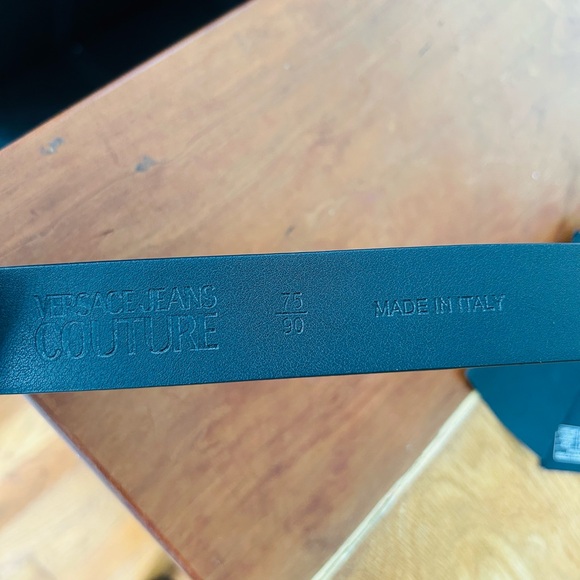 VERSACE JEANS
COUTURE
75
90
MADE IN ITALY